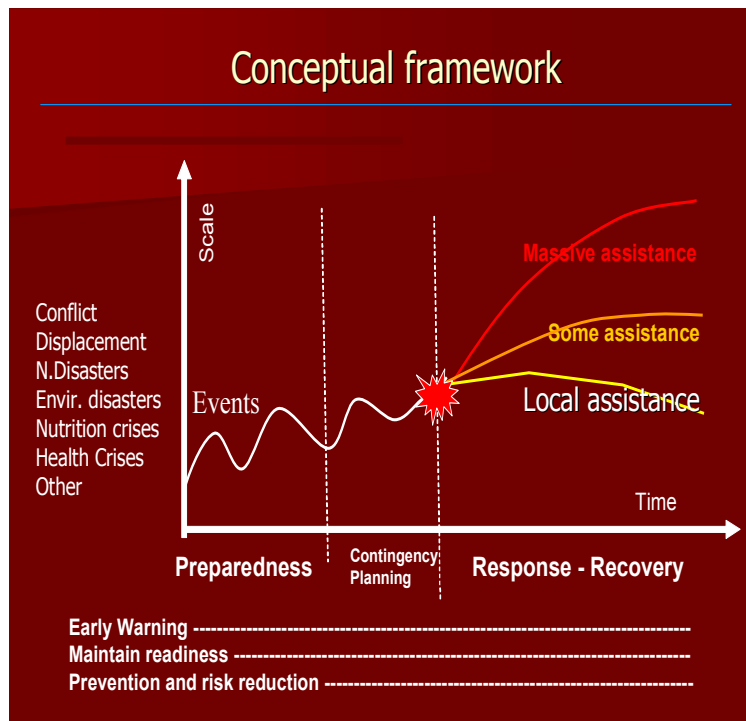 Conceptual framework
Scale
Massive assistance
Conflict
Displacement
N.Disasters
Envir. disasters
Nutrition crises
Health Crises
Other
Some assistance
Events
Local assistance
Time
Preparedness
Contingency
Planning
Response - Recovery
Early Warning ----------------------------------------------------------------
Maintain readiness ----------------------------------------------------------
Prevention and risk reduction ----------------------------------------------